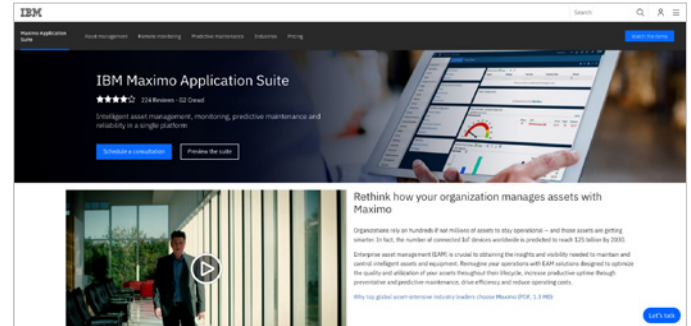 IBM
Search
Maximo Application Suite
Asset management Remote monitoring Predictive maintenance Industries Pricing
Watch the demo
IBM Maximo Application Suite
224 Reviews - G2 Crowd
Intelligent asset management, monitoring, predictive maintenance and
reliability in a single platform
Schedule a consultation
Preview the suite
Rethink how your organization manages assets with
Maximo
Organizations rely on hundreds if not millions of assets to stay operational — and those assets are getting
smarter. In fact, the number of connected IoT devices worldwide is predicted to reach $25 billion by 2030.
Enterprise asset management (EAM) is crucial to obtaining the insights and visibility needed to maintain and
control intelligent assets and equipment. Reimagine your operations with EAM solutions designed to optimize
the quality and utilization of your assets throughout their lifecycle, increase productive uptime through
preventative and predictive maintenance, drive efficiency and reduce operating costs.
Why top global asset-intensive industry leaders choose Maximo (PDF, 1.3 MB)
Let's talk